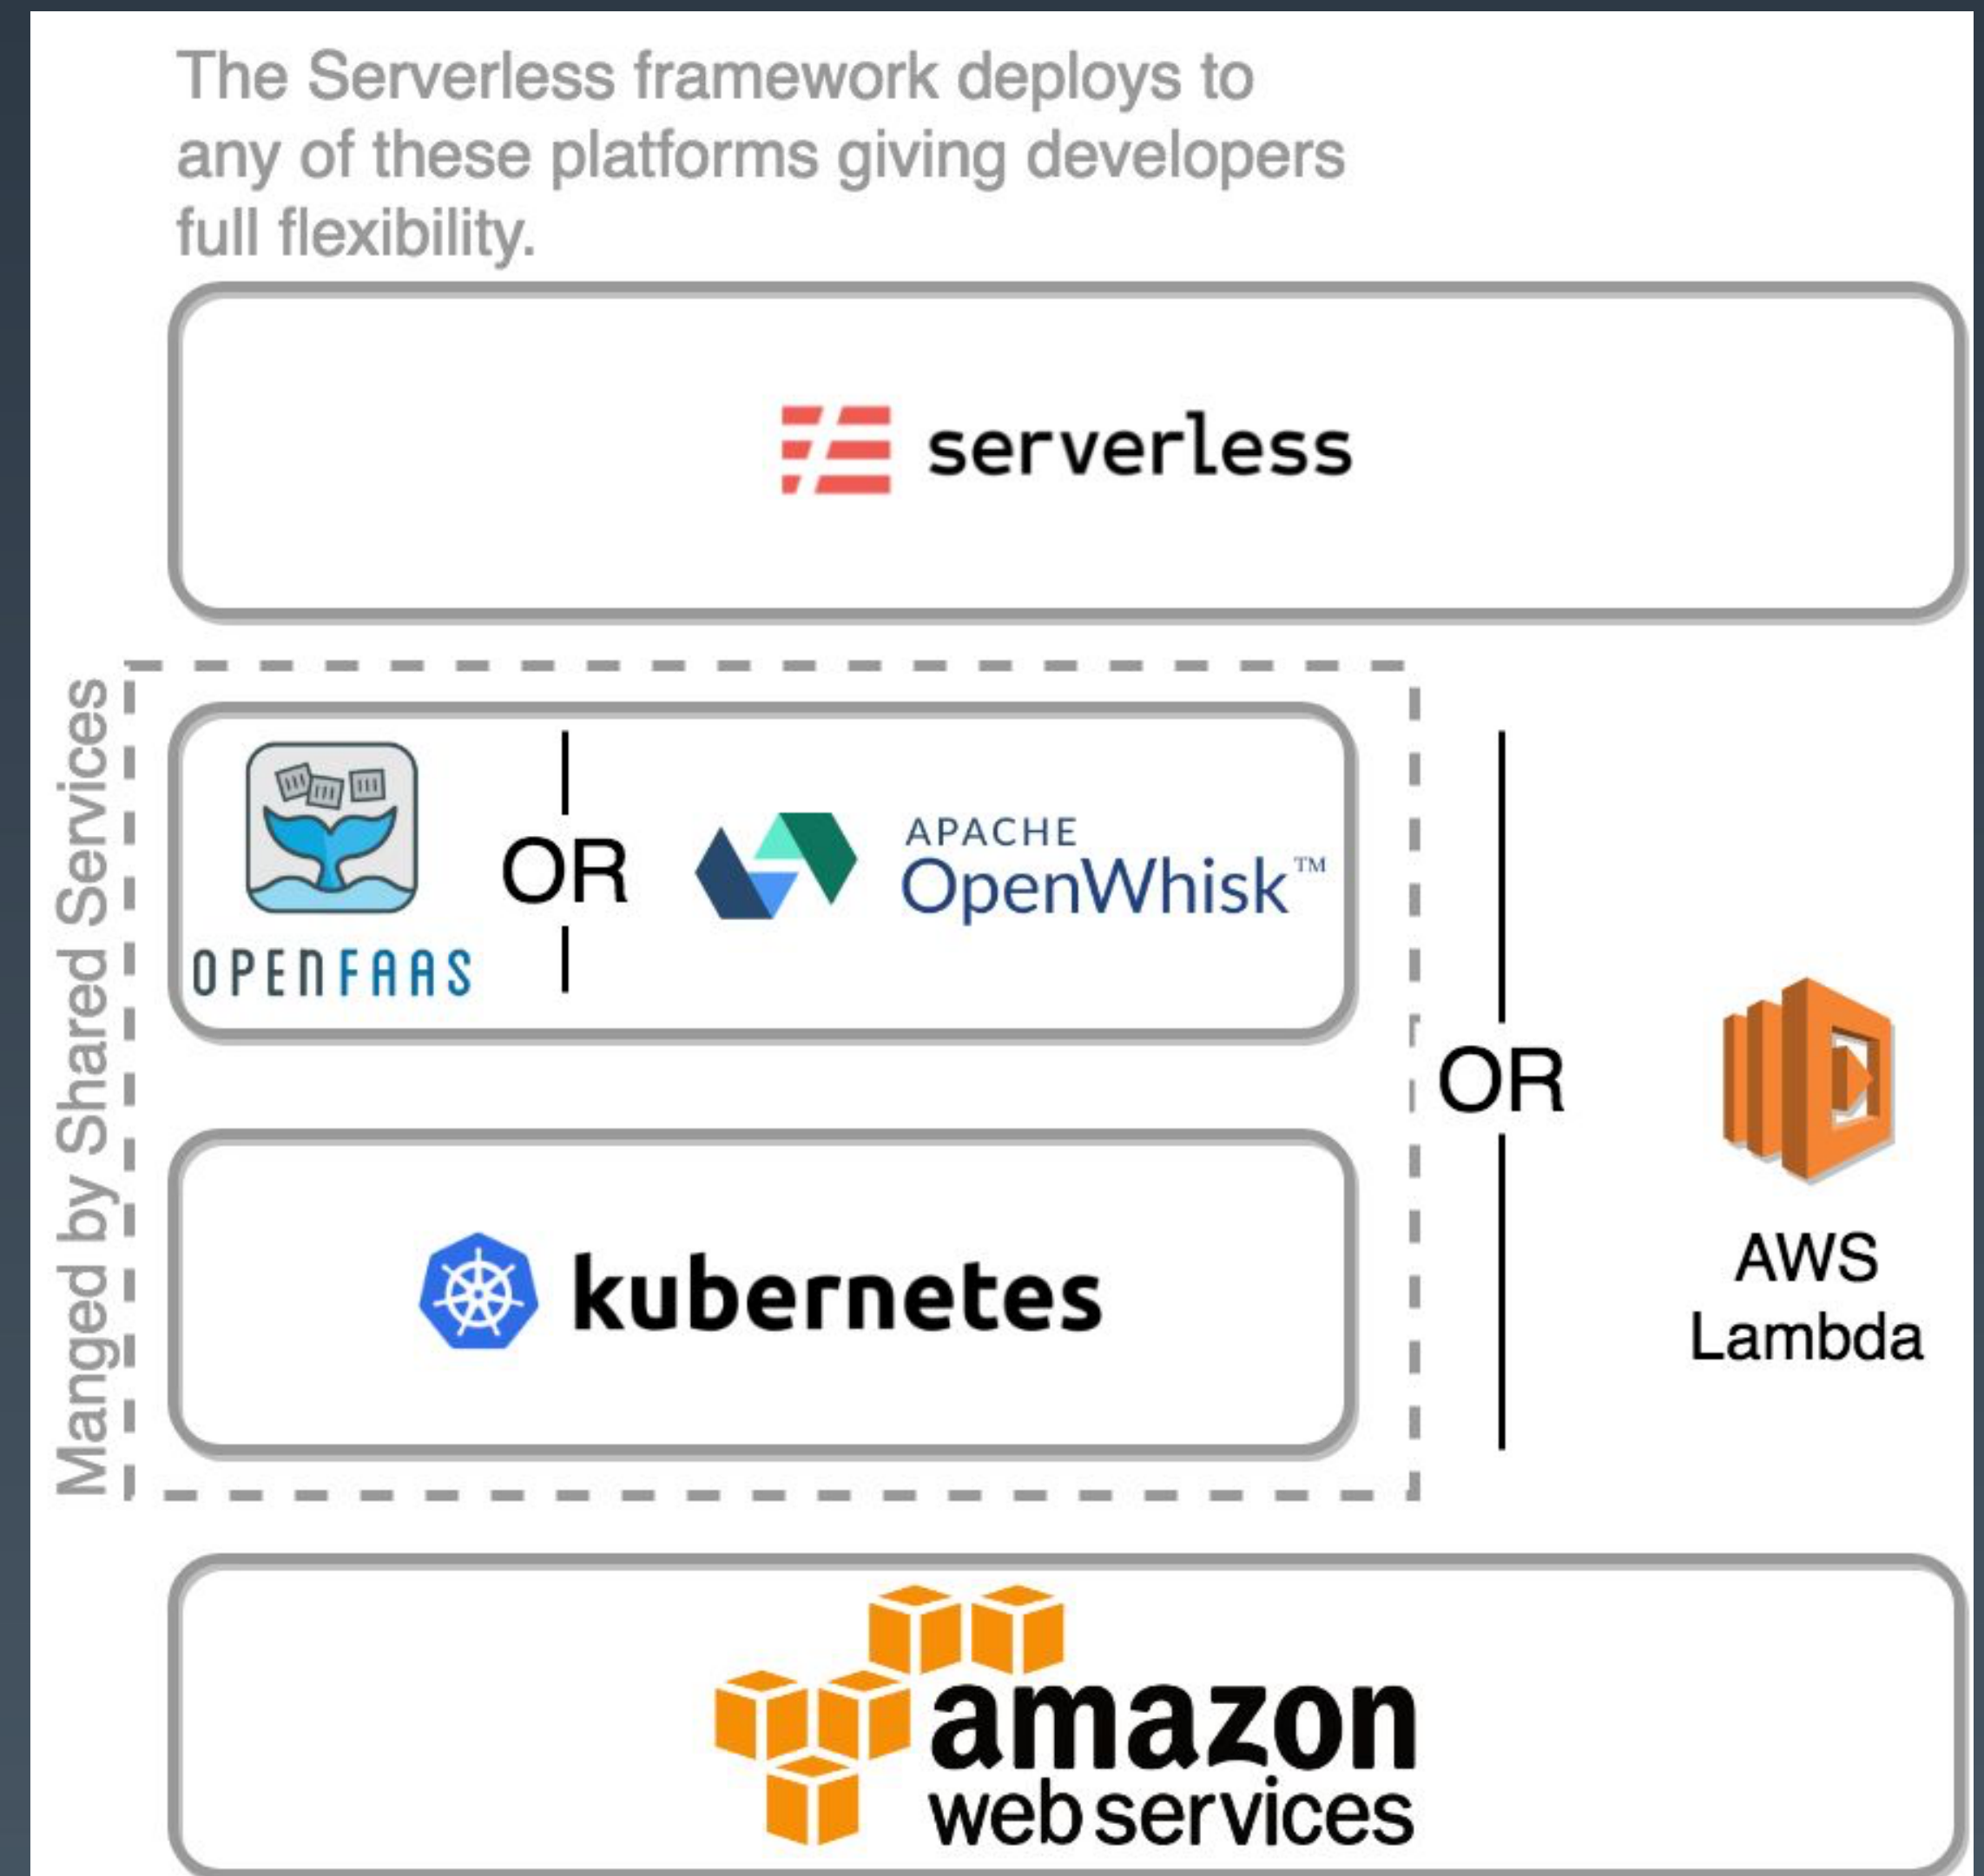 The Serverless framework deploys to
any of these platforms giving developers
full flexibility.
serverless
Manged by Shared Services
OPENFAAS
OR
APACHE
OpenWhisk™
OR
AWS
Lambda
kubernetes
amazon
web services